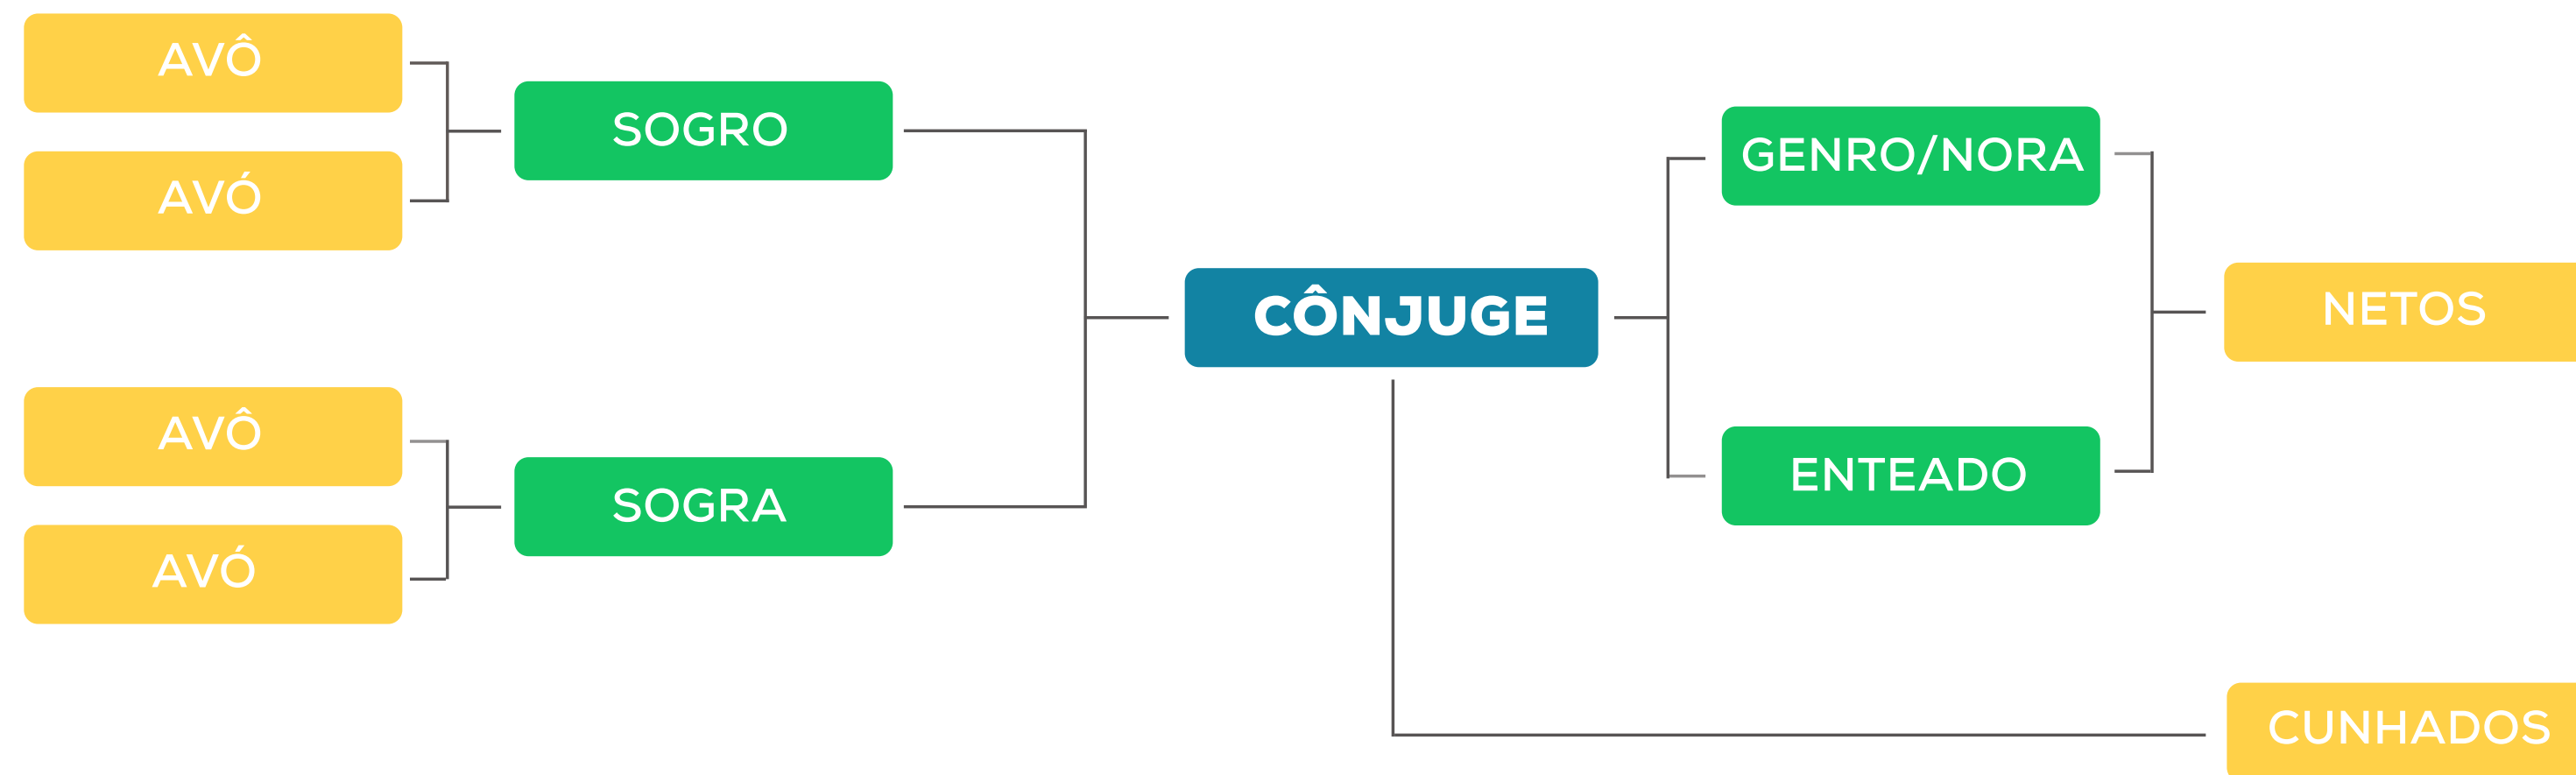 AVÔ
AVÓ
SOGRO
AVÔ
AVÓ
SOGRA
CÔNJUGE
GENRO/NORA
ENTEADO
NETOS
CUNHADOS